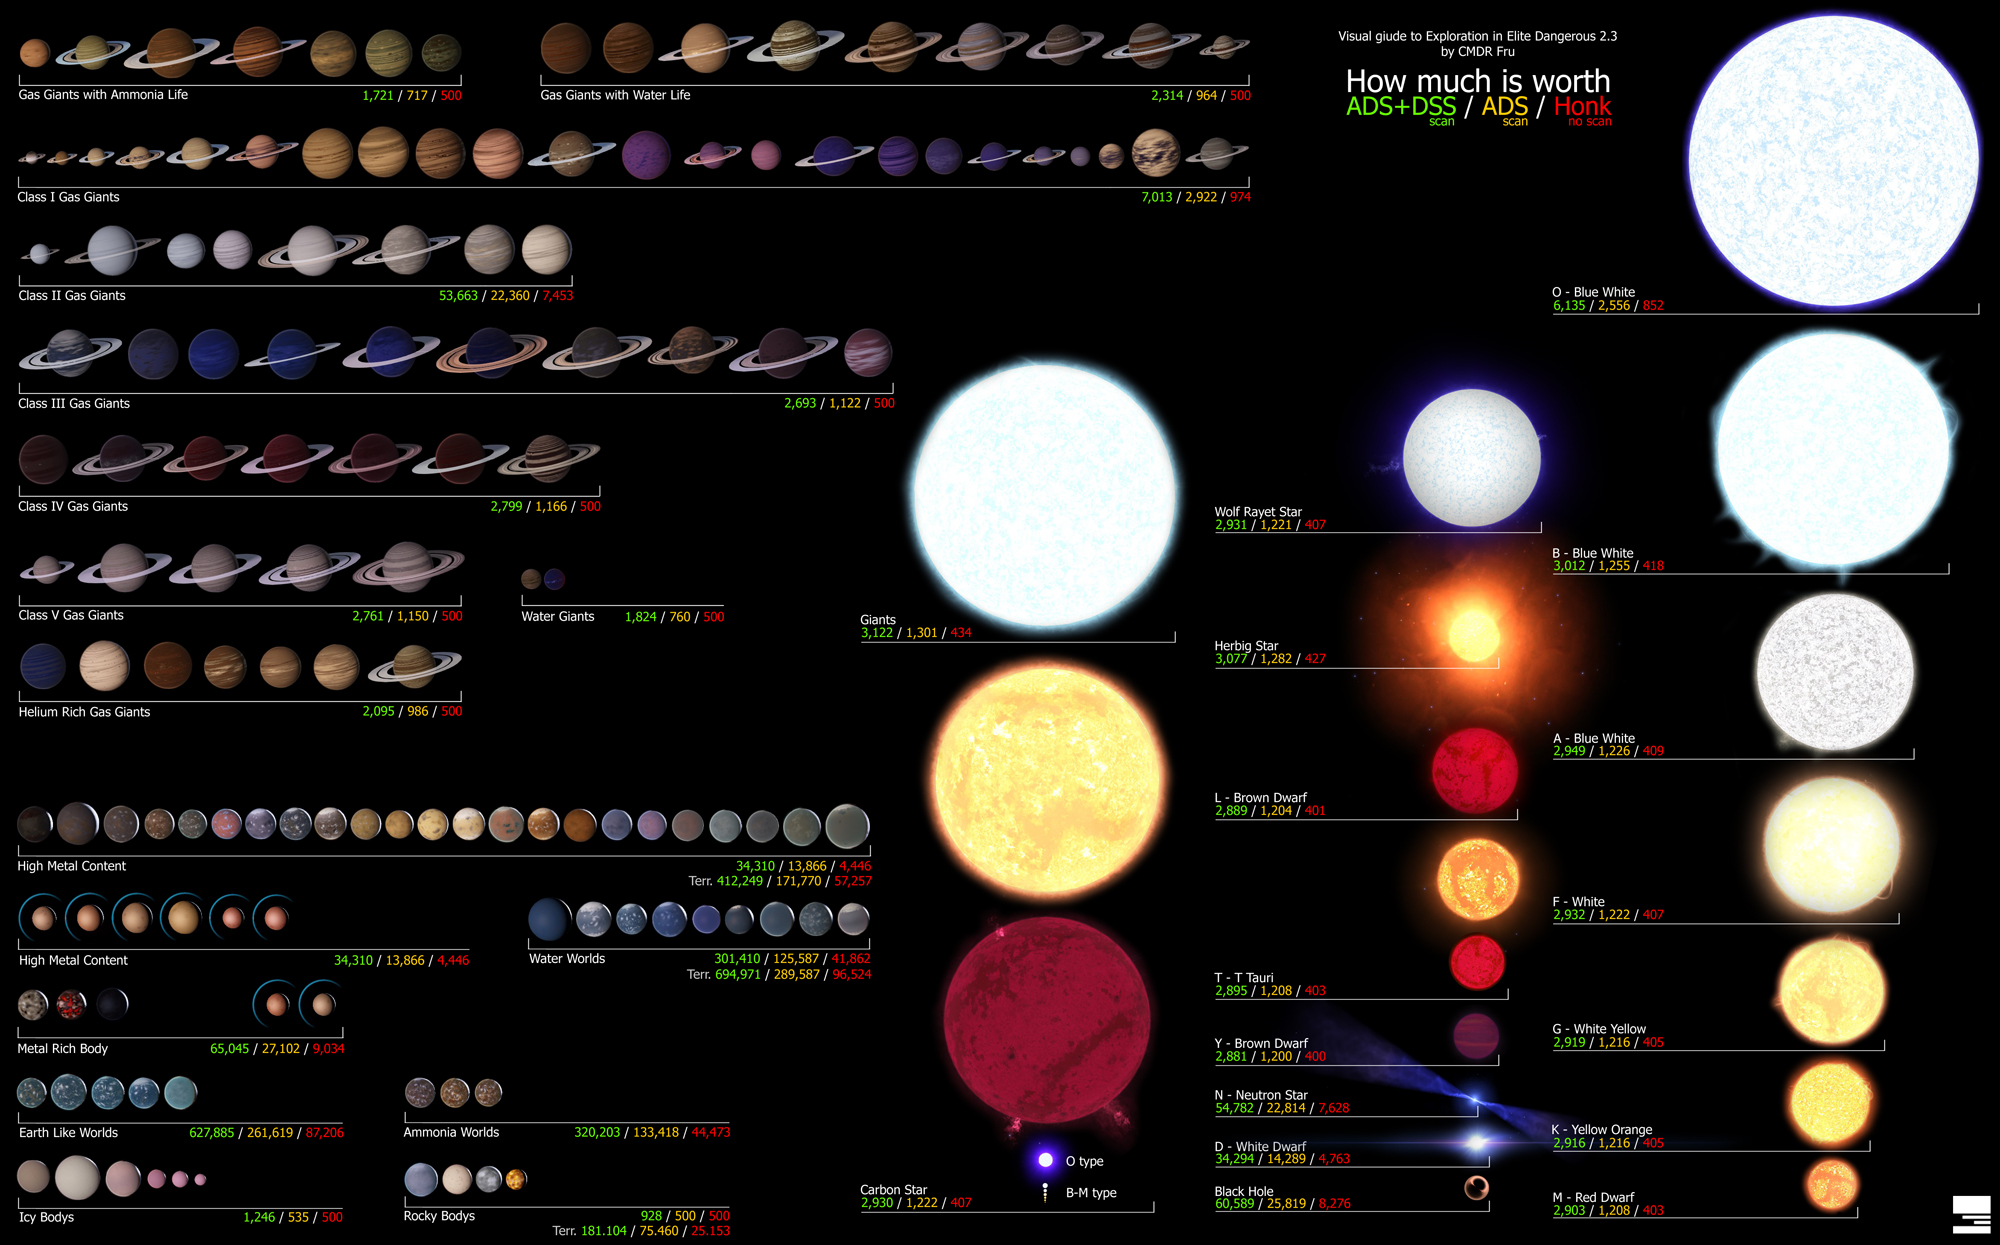 Visual giude to Exploration in Elite Dangerous 2.3
by CMDR Fru
How much is worth
ADS+DSS / ADS / Honk
scan scan no scan
Gas Giants with Ammonia Life 1,721 / 717 / 500
Gas Giants with Water Life 2,314 / 964 / 500
Class I Gas Giants 7,013 / 2,922 / 974
Class II Gas Giants 53,663 / 22,360 / 7,453
Class III Gas Giants 2,693 / 1,122 / 500
Class IV Gas Giants 2,799 / 1,166 / 500
Class V Gas Giants 2,761 / 1,150 / 500
Water Giants 1,824 / 760 / 500
Helium Rich Gas Giants 2,095 / 986 / 500
High Metal Content 34,310 / 13,866 / 4,446
Terr. 412,249 / 171,770 / 57,257
High Metal Content 34,310 / 13,866 / 4,446
Water Worlds 301,410 / 125,587 / 41,862
Terr. 694,971 / 289,587 / 96,524
Metal Rich Body 65,045 / 27,102 / 9,034
Earth Like Worlds 627,885 / 261,619 / 87,206
Ammonia Worlds 320,203 / 133,418 / 44,473
Icy Bodys 1,246 / 535 / 500
Rocky Bodys 928 / 500 / 500
Terr. 181.104 / 75.460 / 25.153
Giants
3,122 / 1,301 / 434
Carbon Star
2,930 / 1,222 / 407
O type
B-M type
Wolf Rayet Star
2,931 / 1,221 / 407
Herbig Star
3,077 / 1,282 / 427
L - Brown Dwarf
2,889 / 1,204 / 401
T - T Tauri
2,895 / 1,208 / 403
Y - Brown Dwarf
2,881 / 1,200 / 400
N - Neutron Star
54,782 / 22,814 / 7,628
D - White Dwarf
34,294 / 14,289 / 4,763
Black Hole
60,589 / 25,819 / 8,276
O - Blue White
6,135 / 2,556 / 852
B - Blue White
3,012 / 1,255 / 418
A - Blue White
2,949 / 1,226 / 409
F - White
2,932 / 1,222 / 407
G - White Yellow
2,919 / 1,216 / 405
K - Yellow Orange
2,916 / 1,216 / 405
M - Red Dwarf
2,903 / 1,208 / 403